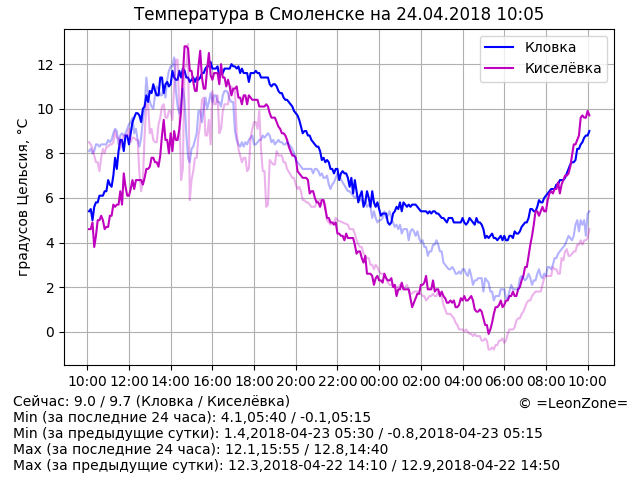 Температура в Смоленске на 24.04.2018 10:05
Кловка
Киселёвка
градусов Цельсия, °C
12
10
8
6
4
2
0
10:00 12:00 14:00 16:00 18:00 20:00 22:00 00:00 02:00 04:00 06:00 08:00 10:00
Сейчас: 9.0 / 9.7 (Кловка / Киселёвка)
© =LeonZone=
Min (за последние 24 часа): 4.1,05:40 / -0.1,05:15
Min (за предыдущие сутки): 1.4,2018-04-23 05:30 / -0.8,2018-04-23 05:15
Max (за последние 24 часа): 12.1,15:55 / 12.8,14:40
Max (за предыдущие сутки): 12.3,2018-04-22 14:10 / 12.9,2018-04-22 14:50